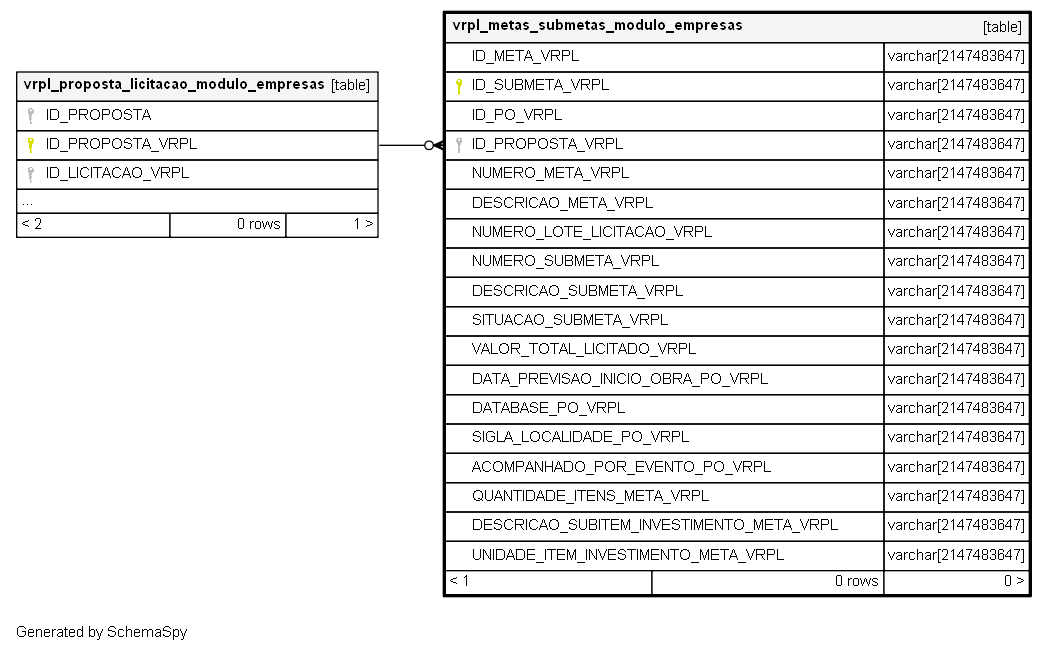 vrpl_proposta_licitacao_modulo_empresas [table]
ID_PROPOSTA
ID_PROPOSTA_VRPL
ID_LICITACAO_VRPL
...
< 2 0 rows 1 >
vrpl_metas_submetas_modulo_empresas [table]
ID_META_VRPL varchar[2147483647]
ID_SUBMETA_VRPL varchar[2147483647]
ID_PO_VRPL varchar[2147483647]
ID_PROPOSTA_VRPL varchar[2147483647]
NUMERO_META_VRPL varchar[2147483647]
DESCRICAO_META_VRPL varchar[2147483647]
NUMERO_LOTE_LICITACAO_VRPL varchar[2147483647]
NUMERO_SUBMETA_VRPL varchar[2147483647]
DESCRICAO_SUBMETA_VRPL varchar[2147483647]
SITUACAO_SUBMETA_VRPL varchar[2147483647]
VALOR_TOTAL_LICITADO_VRPL varchar[2147483647]
DATA_PREVISAO_INICIO_OBRA_PO_VRPL varchar[2147483647]
DATABASE_PO_VRPL varchar[2147483647]
SIGLA_LOCALIDADE_PO_VRPL varchar[2147483647]
ACOMPANHADO_POR_EVENTO_PO_VRPL varchar[2147483647]
QUANTIDADE_ITENS_META_VRPL varchar[2147483647]
DESCRICAO_SUBITEM_INVESTIMENTO_META_VRPL varchar[2147483647]
UNIDADE_ITEM_INVESTIMENTO_META_VRPL varchar[2147483647]
< 1 0 rows 0 >
Generated by SchemaSpy